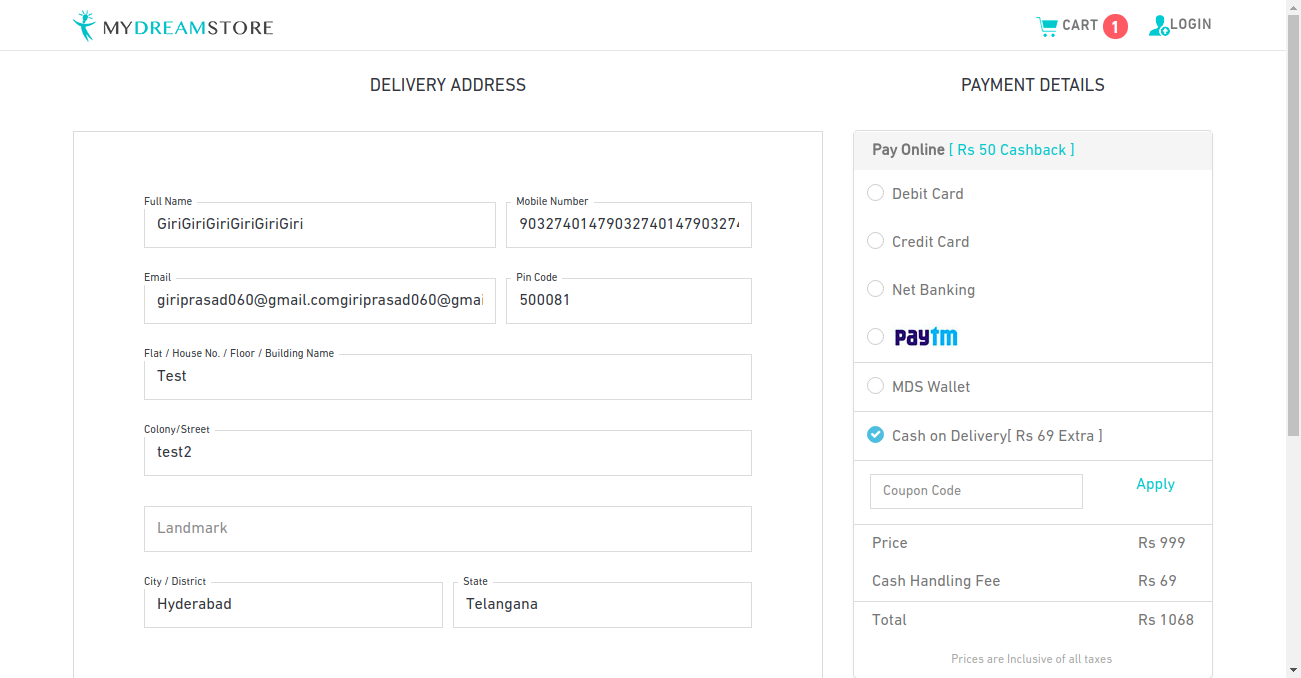 MYDREAMSTORE
CART 1
LOGIN
DELIVERY ADDRESS
Full Name
GiriGiriGiriGiriGiriGiri
Mobile Number
9032740147903274014790327
Email
giriprasad060@gmail.comgiriprasad060@gmai
Pin Code
500081
Flat / House No. / Floor / Building Name
Test
Colony/Street
test2
Landmark
City / District
Hyderabad
State
Telangana
PAYMENT DETAILS
Pay Online [ Rs 50 Cashback ]
Debit Card
Credit Card
Net Banking
paytm
MDS Wallet
Cash on Delivery[ Rs 69 Extra ]
Coupon Code
Apply
Price Rs 999
Cash Handling Fee Rs 69
Total Rs 1068
Prices are Inclusive of all taxes